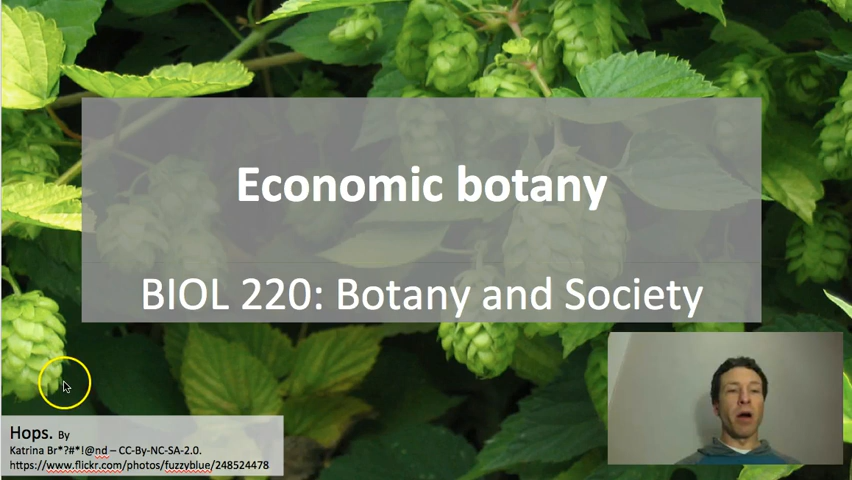 Economic botany
BIOL 220: Botany and Society
Hops. By
Katrina Br*?#*!@nd – CC-By-NC-SA-2.0.
https://www.flickr.com/photos/fuzzyblue/248524478